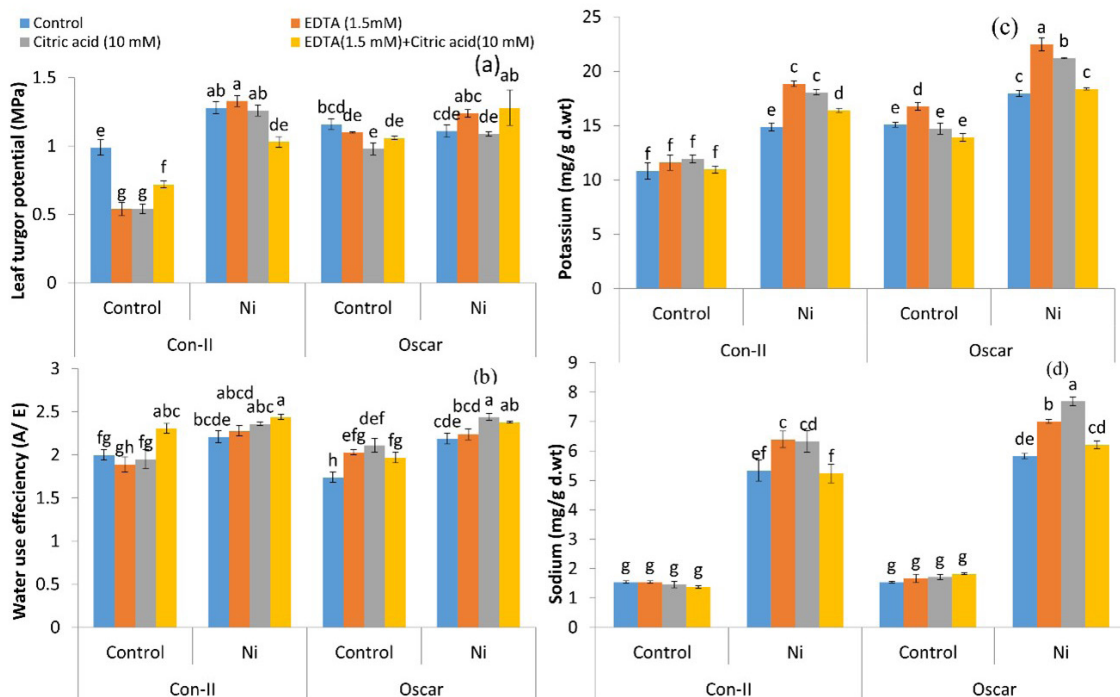 Control
EDTA (1.5mM)
Citric acid (10 mM)
EDTA(1.5 mM)+Citric acid(10 mM)
(a)
Leaf turgor potential (MPa)
1.5
1
0.5
0
e g g f
ab a ab de
bcd de e de
cde abc de ab
Control Ni Control Ni
Con-II Oscar
(c)
Potassium (mg/g d.wt)
25
20
15
10
5
0
f f f f
e c c d
e d e e
c a b c
Control Ni Control Ni
Con-II Oscar
(b)
Water use effeciency (A/ E)
3
2.5
2
1.5
1
0.5
0
fg gh fg abc
bcde abcd abc a
h efg def fg
cde bcd a ab
Control Ni Control Ni
Con-II Oscar
(d)
Sodium (mg/g d.wt)
9
8
7
6
5
4
3
2
1
0
g g g g
ef c cd f
g g g g
de b a cd
Control Ni Control Ni
Con-II Oscar